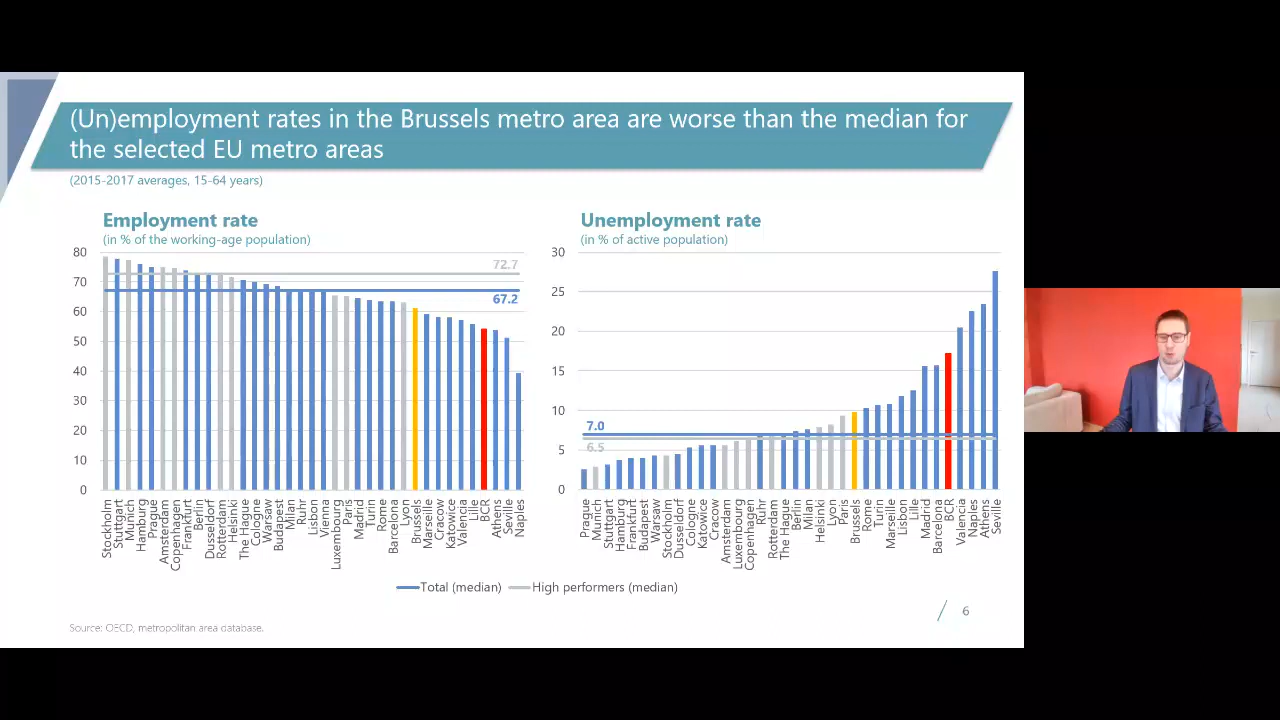 (Un)employment rates in the Brussels metro area are worse than the median for
the selected EU metro areas
(2015-2017 averages, 15-64 years)
Employment rate
(in % of the working-age population)
80
70
60
50
40
30
20
10
0
72.7
67.2
Stockholm
Stuttgart
Munich
Hamburg
Prague
Amsterdam
Copenhagen
Frankfurt
Berlin
Dusseldorf
Rotterdam
Helsinki
The Hague
Cologne
Warsaw
Budapest
Milan
Ruhr
Lisbon
Vienna
Luxembourg
Paris
Madrid
Turin
Rome
Barcelona
Lyon
Brussels
Marseille
Cracow
Katowice
Valencia
Lille
BCR
Athens
Seville
Naples
Unemployment rate
(in % of active population)
30
25
20
15
10
5
0
7.0
6.5
Prague
Munich
Stuttgart
Hamburg
Frankfurt
Budapest
Warsaw
Stockholm
Dusseldorf
Cologne
Katowice
Cracow
Amsterdam
Luxembourg
Copenhagen
Ruhr
Rotterdam
The Hague
Berlin
Milan
Helsinki
Lyon
Paris
Brussels
Rome
Turin
Marseille
Lisbon
Lille
Madrid
Barcelona
BCR
Valencia
Naples
Athens
Seville
Total (median)
High performers (median)
6
Source: OECD, metropolitan area database.